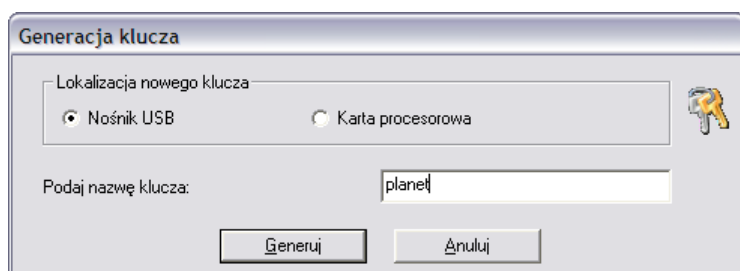 Generacja klucza
Lokalizacja nowego klucza
Nośnik USB Karta procesorowa
Podaj nazwę klucza: planet
Generuj Anuluj